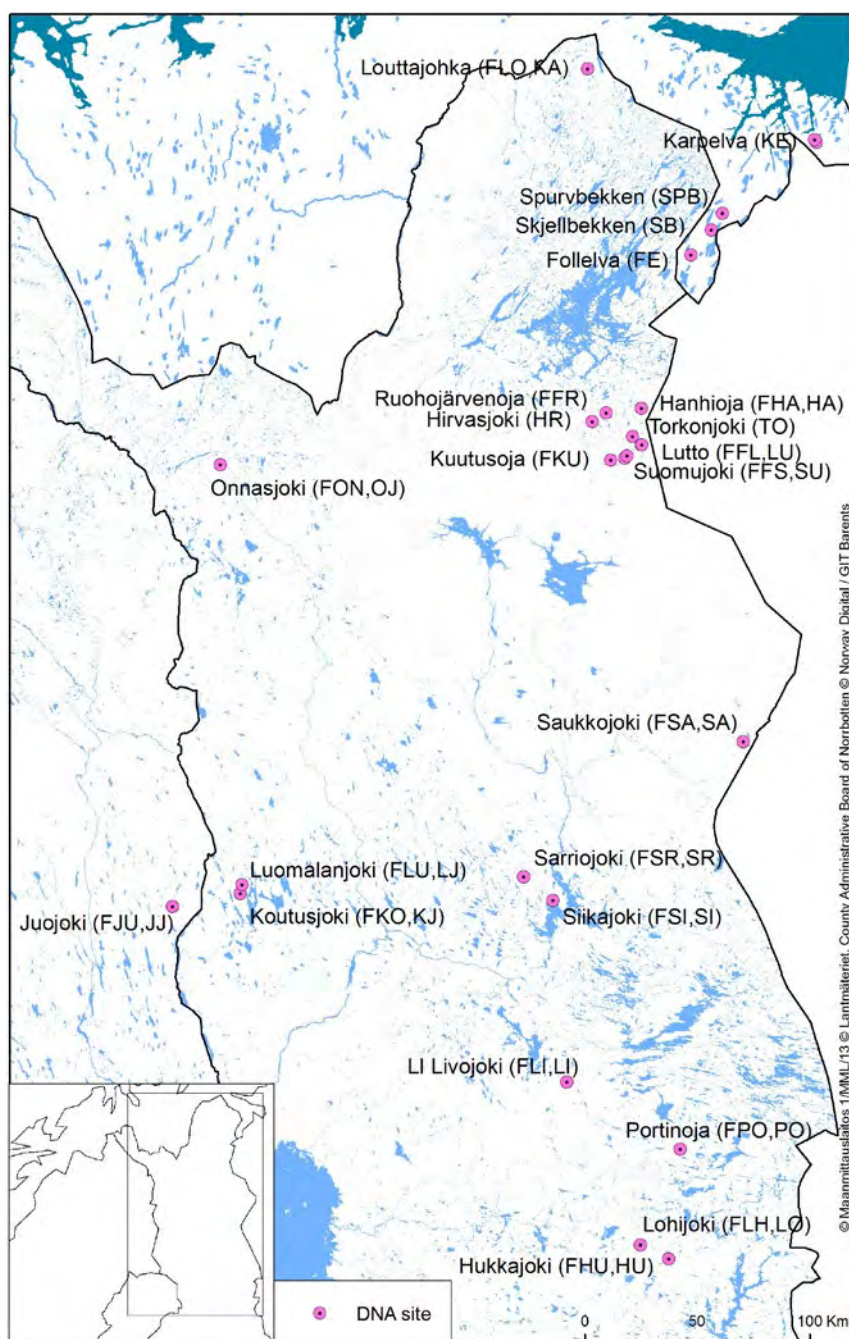 Louttajohka (FLO,KA)
Karpelva (KE)
Spurvbekken (SPB)
Skjellbekken (SB)
Follelva (FE)
Ruohojärvenoja (FFR)
Hanhioja (FHA,HA)
Hirvasjoki (HR)
Torkonjoki (TO)
Lutto (FFL,LU)
Kuutusoja (FKU)
Suomujoki (FFS,SU)
Onnasjoki (FON,OJ)
Saukkojoki (FSA,SA)
Luomalanjoki (FLU,LJ)
Sarriojoki (FSR,SR)
Koutusjoki (FKO,KJ)
Siikajoki (FSI,SI)
Juojoki (FJU,JJ)
LI Livojoki (FLI,LI)
Portinoja (FPO,PO)
Lohijoki (FLH,LO)
Hukkajoki (FHU,HU)
DNA site
0 50 100 Km
© Maanmittauslaitos 1/MML/13 © Lantmäteriet, County Administrative Board of Norrbotten © Norway Digital / GIT Barents